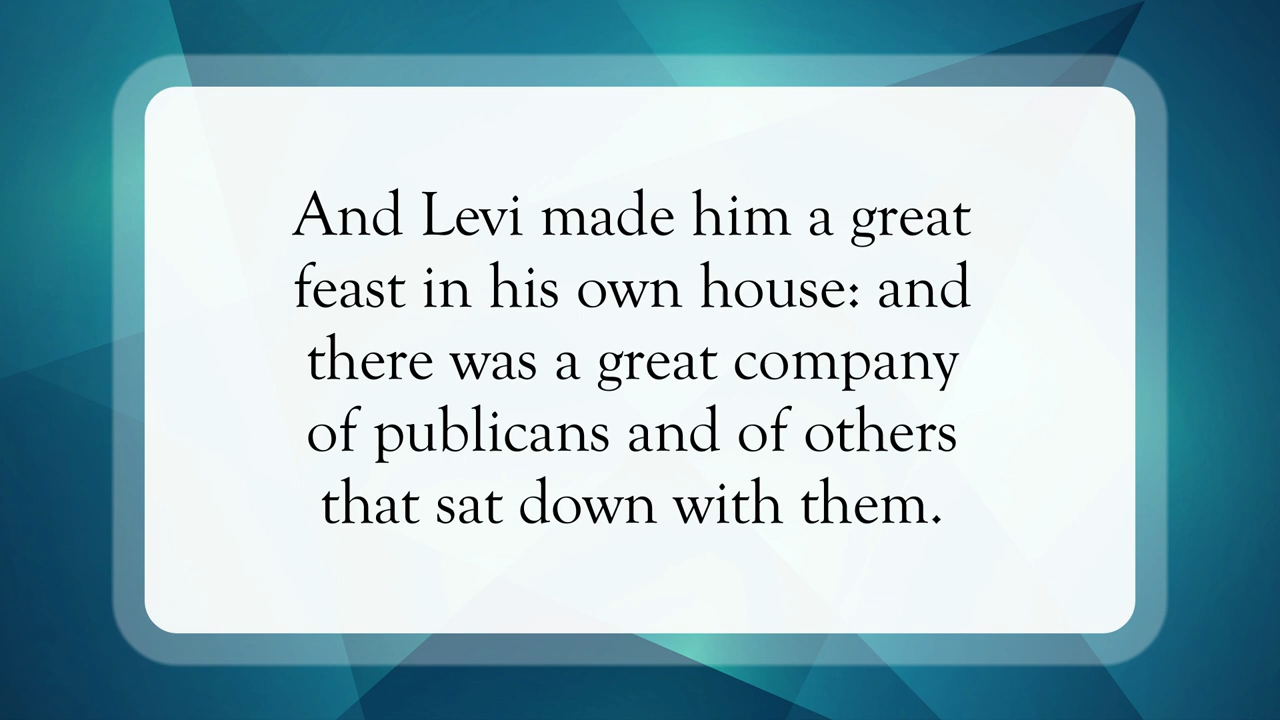 And Levi made him a great
feast in his own house: and
there was a great company
of publicans and of others
that sat down with them.